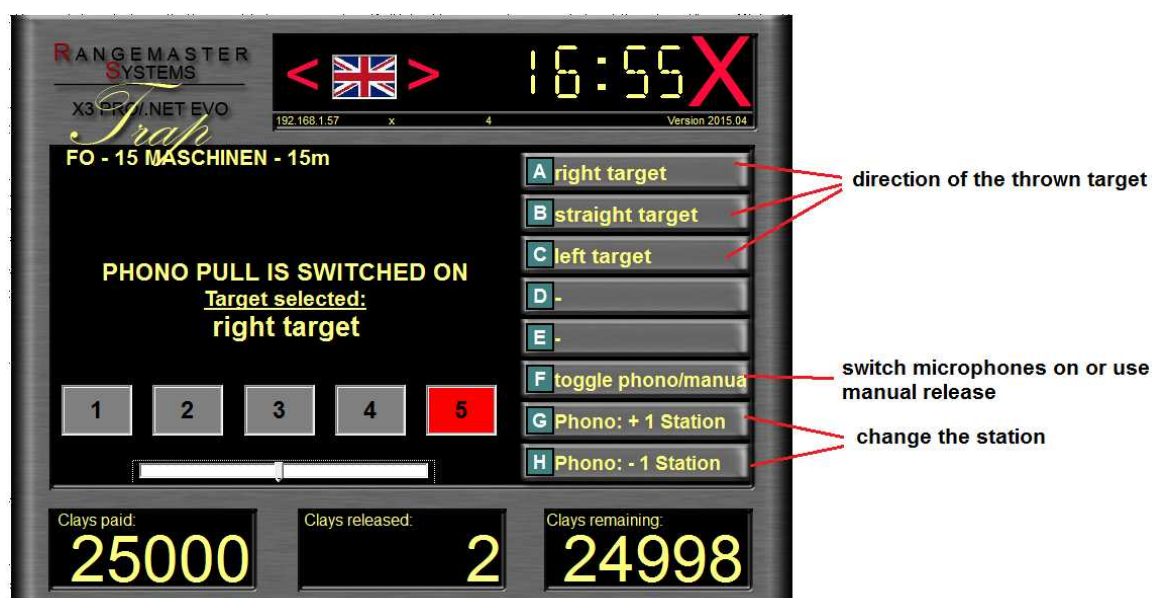 RANGEMASTER
SYSTEMS
X3 PRO/.NET EVO
Trap
< >
16:55 X
192.168.1.57 x 4 Version 2015.04
FO - 15 MASCHINEN - 15m
PHONO PULL IS SWITCHED ON
Target selected:
right target
1 2 3 4 5
A right target
B straight target
C left target
D -
E -
F toggle phono/manua
G Phono: + 1 Station
H Phono: - 1 Station
direction of the thrown target
switch microphones on or use
manual release
change the station
Clays paid:
25000
Clays released:
2
Clays remaining:
24998